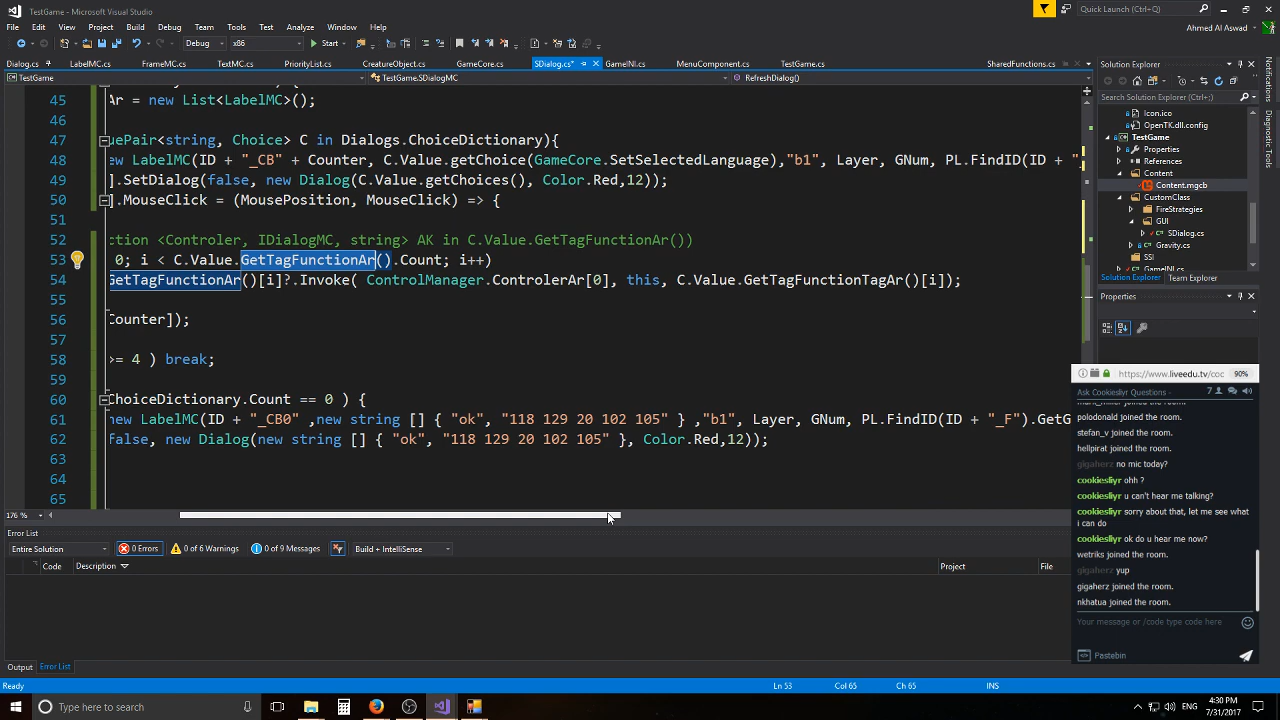 TestGame - Microsoft Visual Studio
Quick Launch (Ctrl+;)
File Edit View Project Build Debug Team Tools Test Analyze Window Help
Ahmed Al Aswad
Debug x86 Start
Dialog.cs LabelMC.cs FrameMC.cs TextMC.cs PriorityList.cs CreatureObject.cs GameCore.cs SDialog.cs* GameINI.cs MenuComponent.cs SharedFunctions.cs
TestGame TestGame.SDialogMC RefreshDialog()
45 Ar = new List<LabelMC>();
46
47 uePair<string, Choice> C in Dialogs.ChoiceDictionary){
48 ew LabelMC(ID + "_CB" + Counter, C.Value.getChoice(GameCore.SetSelectedLanguage),"b1", Layer, GNum, PL.FindID(ID + "_
49 ].SetDialog(false, new Dialog(C.Value.getChoices(), Color.Red,12));
50 ].MouseClick = (MousePosition, MouseClick) => {
51
52 ction <Controler, IDialogMC, string> AK in C.Value.GetTagFunctionAr())
53 0; i < C.Value.GetTagFunctionAr().Count; i++)
54 GetTagFunctionAr()[i]?.Invoke( ControlManager.ControlerAr[0], this, C.Value.GetTagFunctionTagAr()[i]);
55
56 Counter]);
57
58 >= 4 ) break;
59
60 ChoiceDictionary.Count == 0 ) {
61 new LabelMC(ID + "_CB0" ,new string [] { "ok", "118 129 20 102 105" } ,"b1", Layer, GNum, PL.FindID(ID + "_F").GetG
62 False, new Dialog(new string [] { "ok", "118 129 20 102 105" }, Color.Red,12));
63
64
65
176 %
Solution Explorer
Search Solution Explorer (Ctrl+;)
Icon.ico
OpenTK.dll.config
TestGame
Properties
References
Content
Content.mgcb
CustomClass
FireStrategies
GUI
SDialog.cs
Gravity.cs
SSI
GameINI.cs
Solution Explorer Team Explorer
Properties
Notifications
Diagnostic Tools
Error List
Entire Solution 0 Errors 0 of 6 Warnings 0 of 9 Messages Build + IntelliSense
Code Description Project File
Output Error List
https://www.liveedu.tv/coc 90%
Ask Cookieslyr Questions - 7
polodonald joined the room.
stefan_v joined the room.
hellpirat joined the room.
gigaherz no mic today?
cookieslyr ohh ?
cookieslyr u can't hear me talking?
cookieslyr sorry about that, let me see what
i can do
cookieslyr ok do u hear me now?
wetriks joined the room.
gigaherz yup
gigaherz joined the room.
nkhatua joined the room.
Your message or /code type code here
Pastebin
Ready Ln 53 Col 65 Ch 65 INS
Type here to search
ENG
4:30 PM
7/31/2017